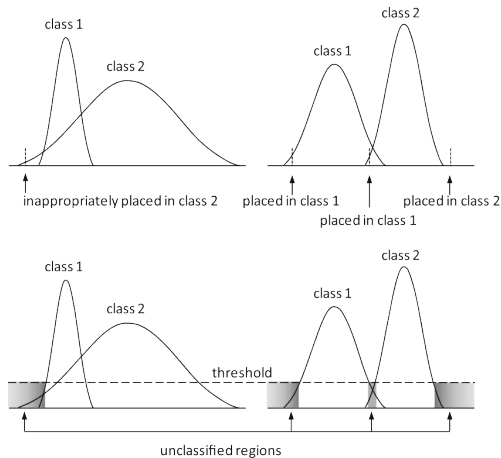 class 1
class 2
class 1
class 2
inappropriately placed in class 2
placed in class 1
placed in class 1
placed in class 2
class 1
class 2
class 1
class 2
threshold
unclassified regions